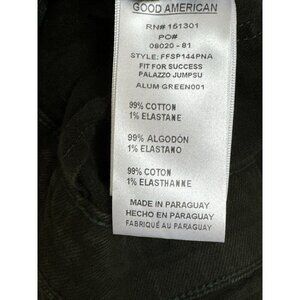 GOOD AMERICAN
RN# 161301
PO#
08020 - 81
STYLE: FFSP144PNA
FIT FOR SUCCESS
PALAZZO JUMPSU
ALUM GREEN001
99% COTTON
1% ELASTANE
99% ALGODÓN
1% ELASTANO
99% COTON
1% ELASTHANNE
MADE IN PARAGUAY
HECHO EN PARAGUAY
FABRIQUÉ AU PARAGUAY